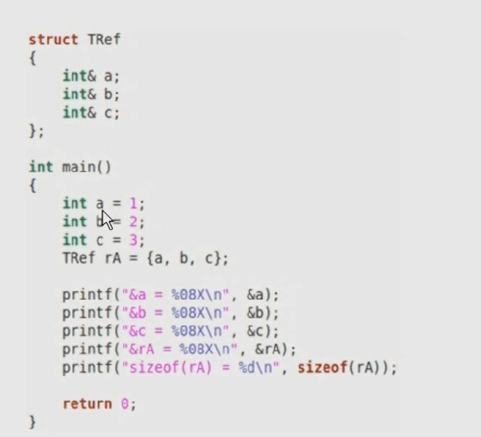 struct TRef
{
    int& a;
    int& b;
    int& c;
};
int main()
{
    int a = 1;
    int b = 2;
    int c = 3;
    TRef rA = {a, b, c};
    printf("&a = %08X\n", &a);
    printf("&b = %08X\n", &b);
    printf("&c = %08X\n", &c);
    printf("&rA = %08X\n", &rA);
    printf("sizeof(rA) = %d\n", sizeof(rA));
    return 0;
}